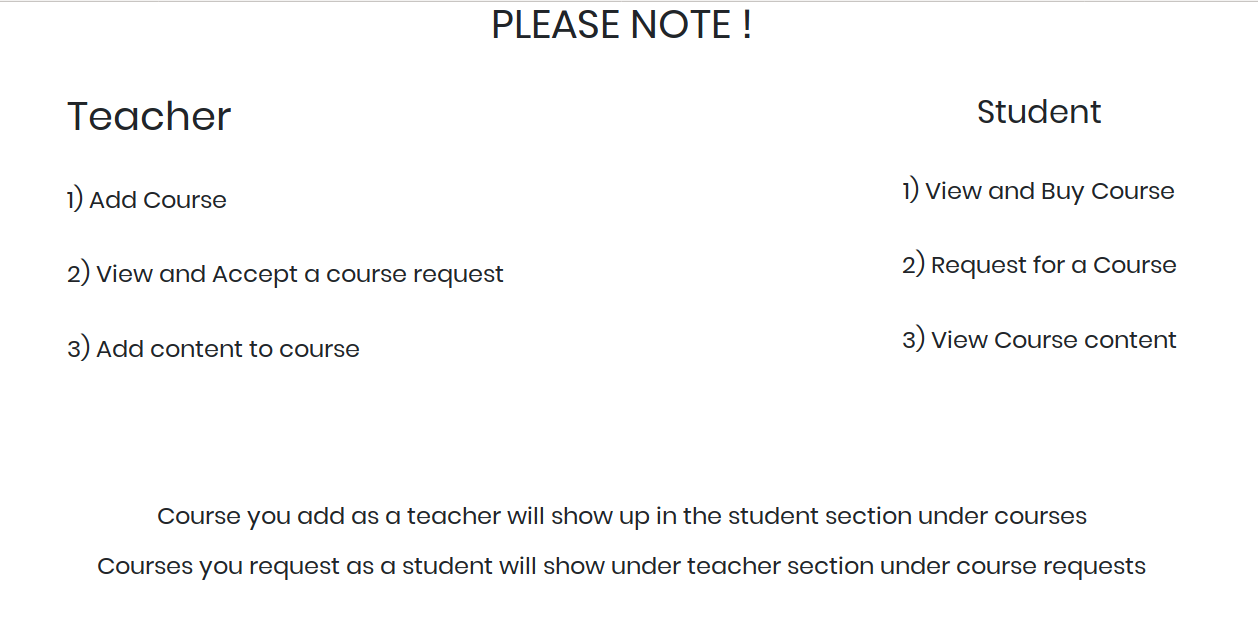 PLEASE NOTE !
Teacher
1) Add Course
2) View and Accept a course request
3) Add content to course
Student
1) View and Buy Course
2) Request for a Course
3) View Course content
Course you add as a teacher will show up in the student section under courses
Courses you request as a student will show under teacher section under course requests